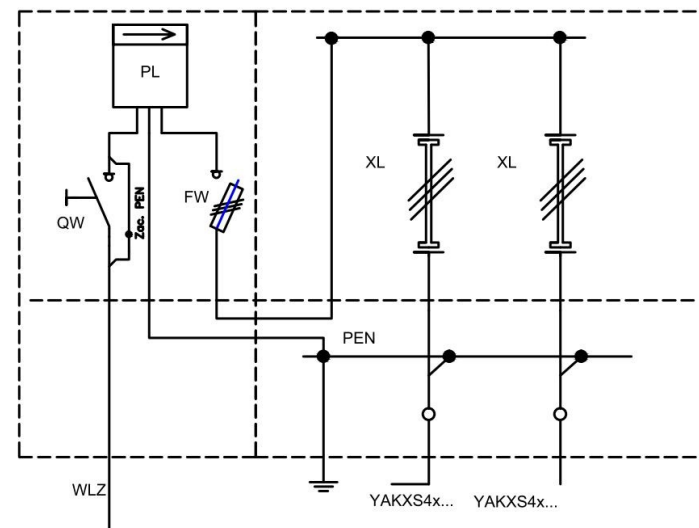 PL
XL
XL
QW
Zac. PEN
FW
PEN
WLZ
YAKXS4x...
YAKXS4x...